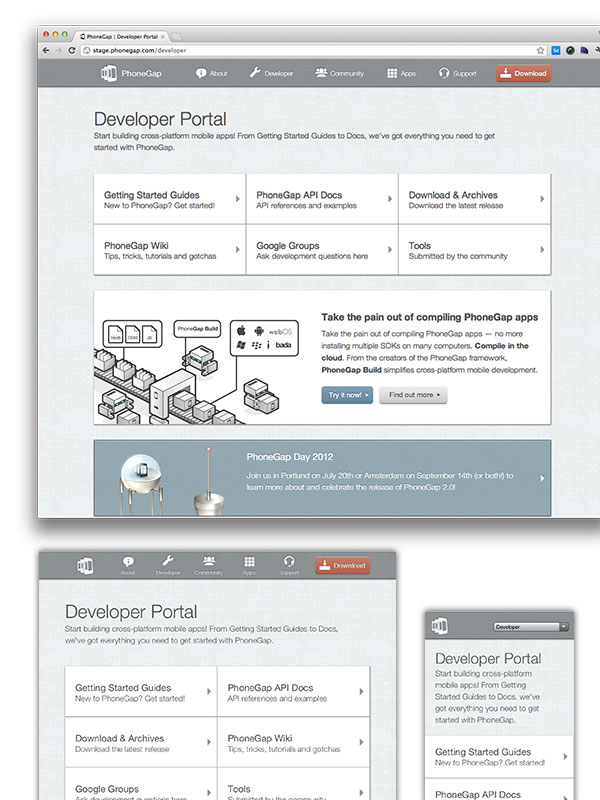 PhoneGap | Developer Portal
stage.phonegap.com/developer
PhoneGap About Developer Community Apps Support Download
Developer Portal
Start building cross-platform mobile apps! From Getting Started Guides to Docs, we've got everything you need to get
started with PhoneGap.
Getting Started Guides
New to PhoneGap? Get started!
PhoneGap API Docs
API references and examples
Download & Archives
Download the latest release
PhoneGap Wiki
Tips, tricks, tutorials and gotchas
Google Groups
Ask development questions here
Tools
Submitted by the community
PhoneGap Build
webOS
bada
JS
Take the pain out of compiling PhoneGap apps
Take the pain out of compiling PhoneGap apps — no more
installing multiple SDKs on many computers. Compile in the
cloud. From the creators of the PhoneGap framework,
PhoneGap Build simplifies cross-platform mobile development.
Try it now!
Find out more
PhoneGap Day 2012
Join us in Portland on July 20th or Amsterdam on September 14th (or both!) to
learn more about and celebrate the release of PhoneGap 2.0!
About Developer Community Apps Support Download
Developer Portal
Start building cross-platform mobile apps! From Getting Started Guides to Docs,
we've got everything you need to get started with PhoneGap.
Getting Started Guides
New to PhoneGap? Get started!
PhoneGap API Docs
API references and examples
Download & Archives
Download the latest release
PhoneGap Wiki
Tips, tricks, tutorials and gotchas
Google Groups
Ask development questions here
Tools
Submitted by the community
Developer
Developer Portal
Start building cross-platform
mobile apps! From Getting
Started Guides to Docs, we've
got everything you need to get
started with PhoneGap.
Getting Started Guides
New to PhoneGap? Get started!
PhoneGap API Docs